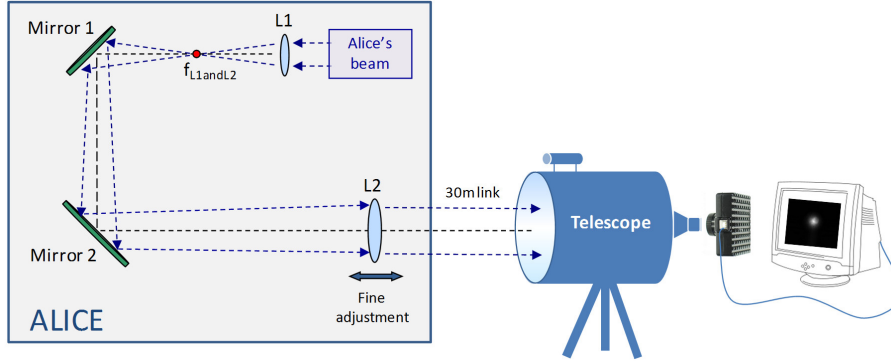 Mirror 1
L1
Alice's
beam
fL1andL2
L2
30m link
Telescope
Mirror 2
Fine
adjustment
ALICE